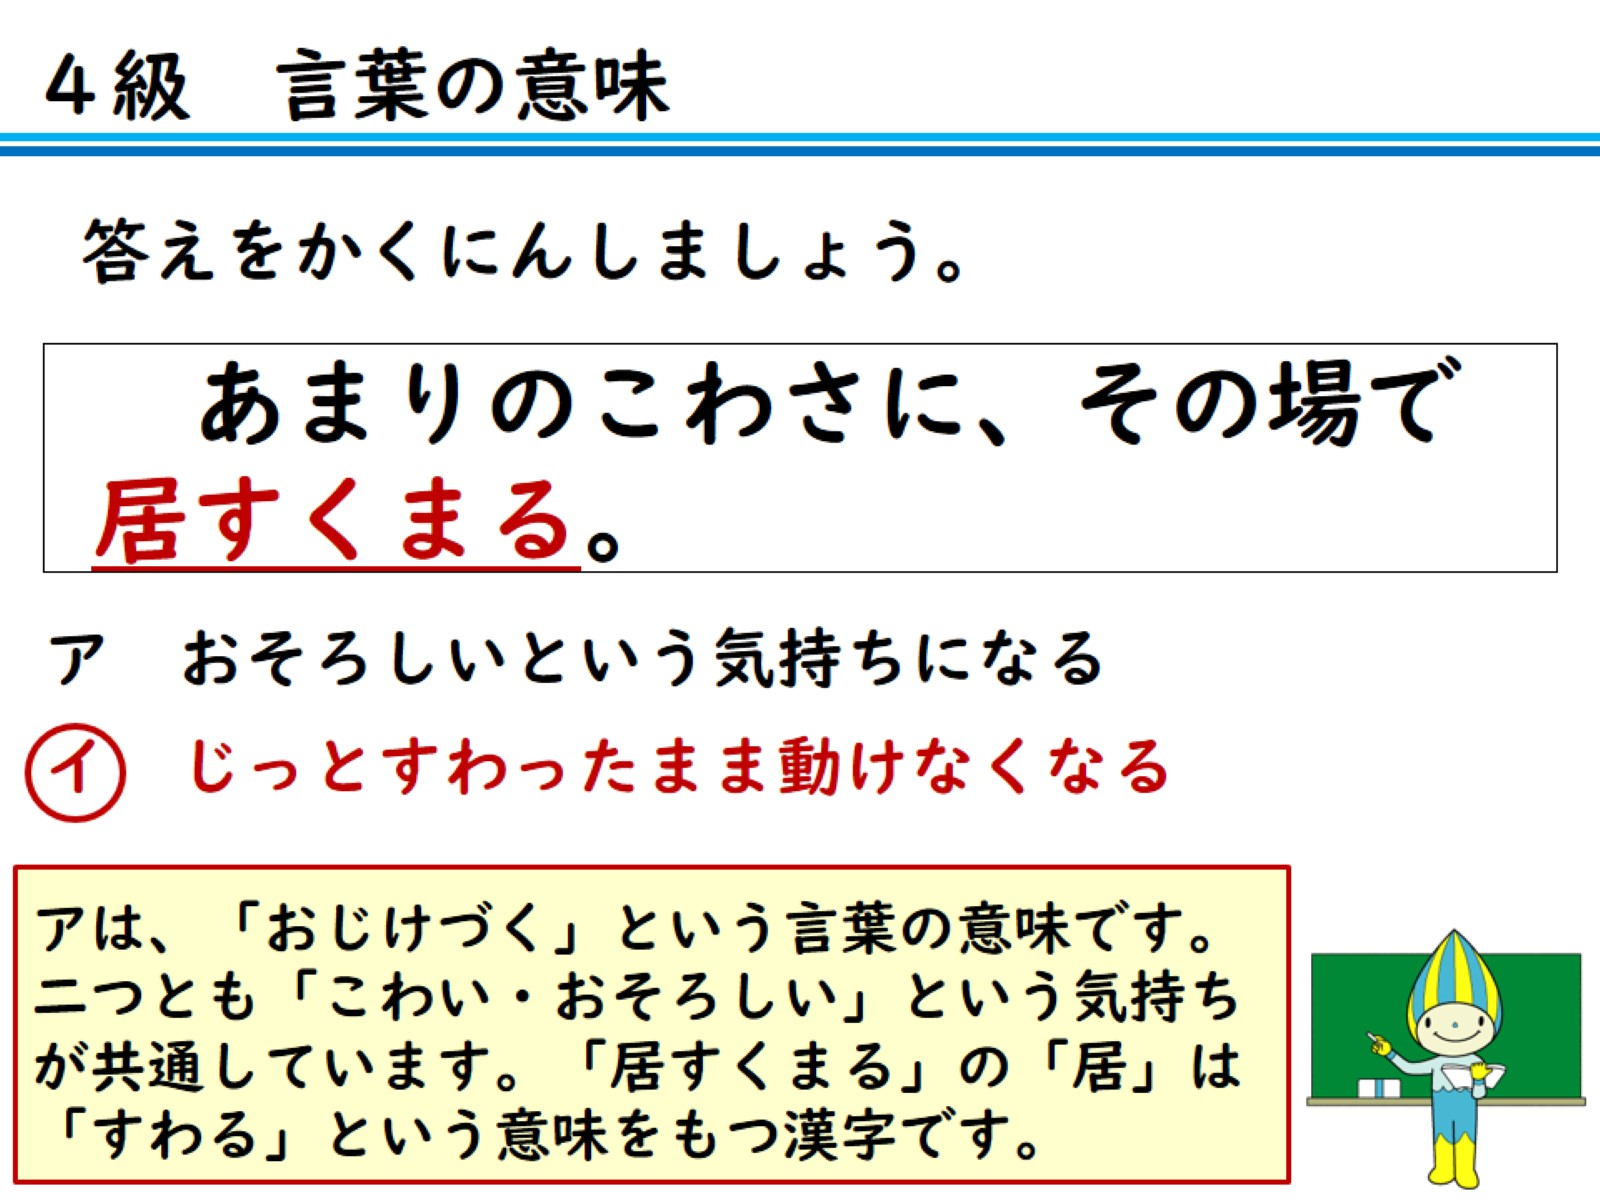 ４級　言葉の意味
答えをかくにんしましょう。
あまりのこわさに、その場で
居すくまる。
ア　おそろしいという気持ちになる
イ　じっとすわったまま動けなくなる
アは、「おじけづく」という言葉の意味です。
二つとも「こわい・おそろしい」という気持ち
が共通しています。「居すくまる」の「居」は
「すわる」という意味をもつ漢字です。